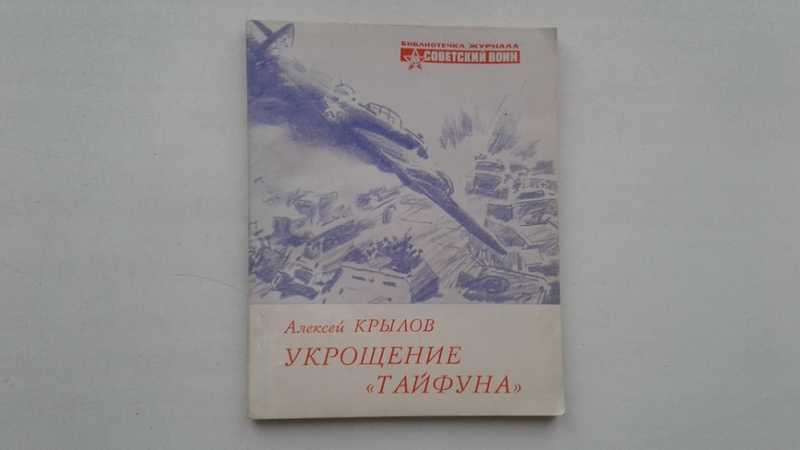 БИБЛИОТЕЧКА ЖУРНАЛА
СОВЕТСКИЙ ВОИН
Алексей КРЫЛОВ
УКРОЩЕНИЕ
«ТАЙФУНА»